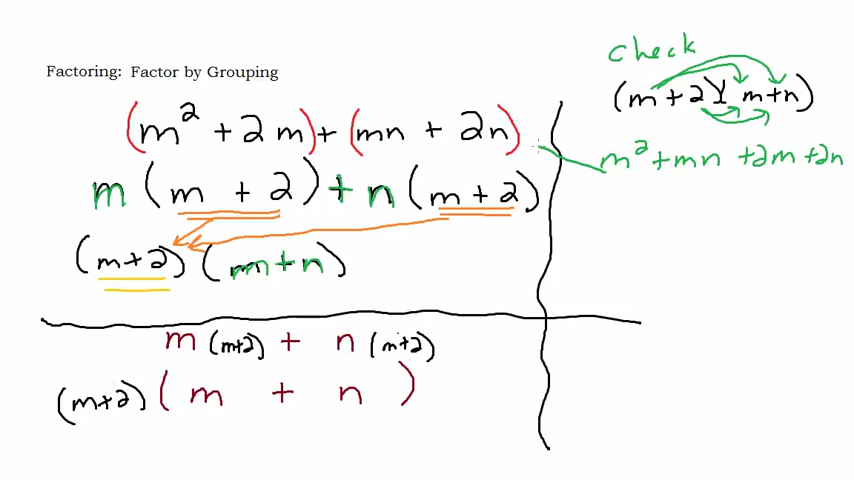 Factoring: Factor by Grouping
(m² + 2m) + (mn + 2n)
m (m + 2) + n (m + 2)
(m+2) (m+n)
m (m+2) + n (m+2)
(m+2) ( m + n )
check
(m + 2)(m+n)
m² + mn + 2m + 2n